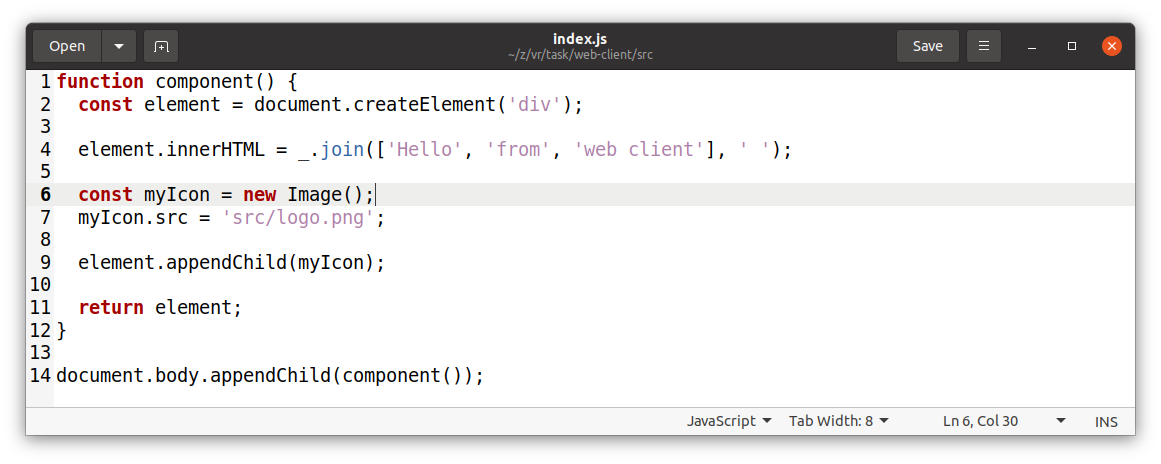 Open
index.js
~/z/vr/task/web-client/src
Save
1 function component() {
2   const element = document.createElement('div');
3
4   element.innerHTML = _.join(['Hello', 'from', 'web client'], ' ');
5
6   const myIcon = new Image();
7   myIcon.src = 'src/logo.png';
8
9   element.appendChild(myIcon);
10
11   return element;
12 }
13
14 document.body.appendChild(component());
JavaScript Tab Width: 8 Ln 6, Col 30 INS